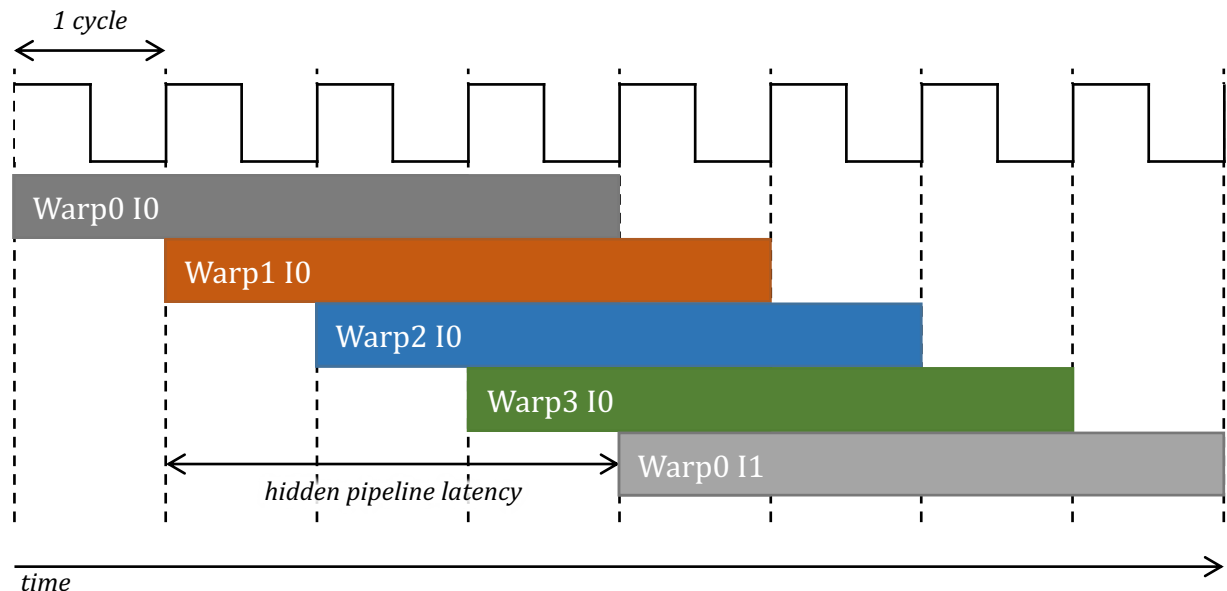 1 cycle
Warp0 I0
Warp1 I0
Warp2 I0
Warp3 I0
Warp0 I1
hidden pipeline latency
time